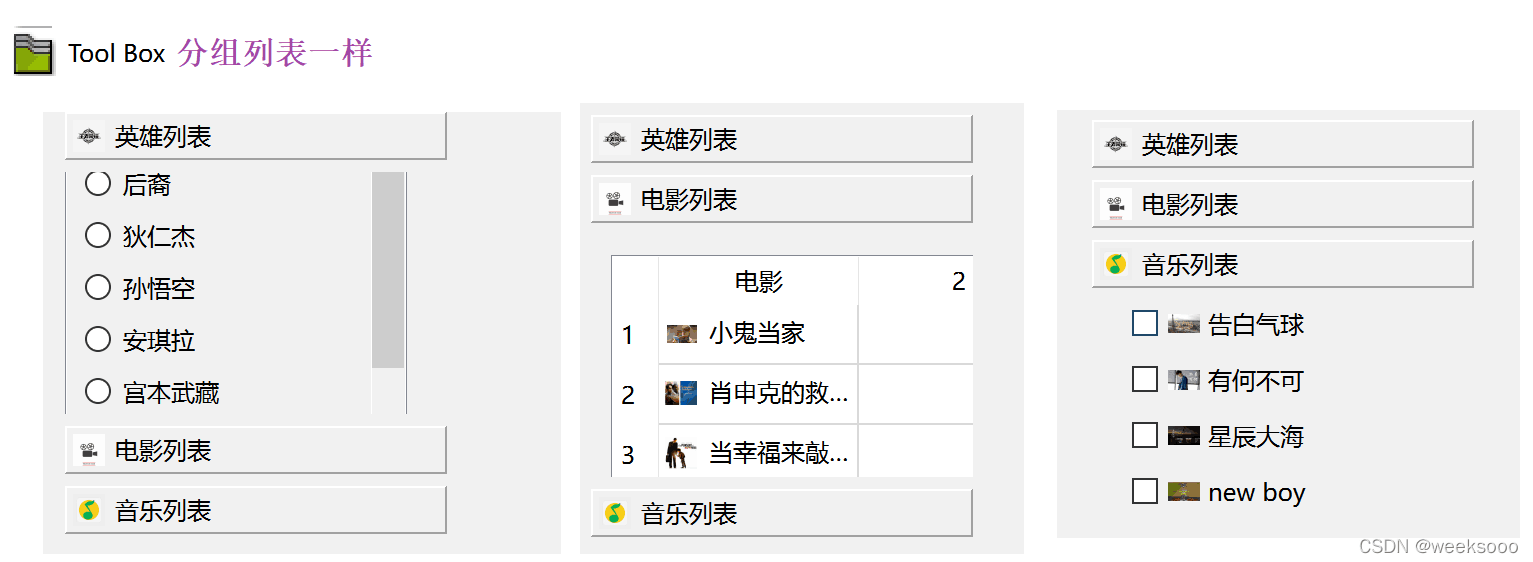 Tool Box 分组列表一样
英雄列表
后裔
狄仁杰
孙悟空
安琪拉
宫本武藏
电影列表
音乐列表
英雄列表
电影列表
电影 2
1 小鬼当家
2 肖申克的救...
3 当幸福来敲...
音乐列表
英雄列表
电影列表
音乐列表
告白气球
有何不可
星辰大海
new boy
CSDN @weeksooo